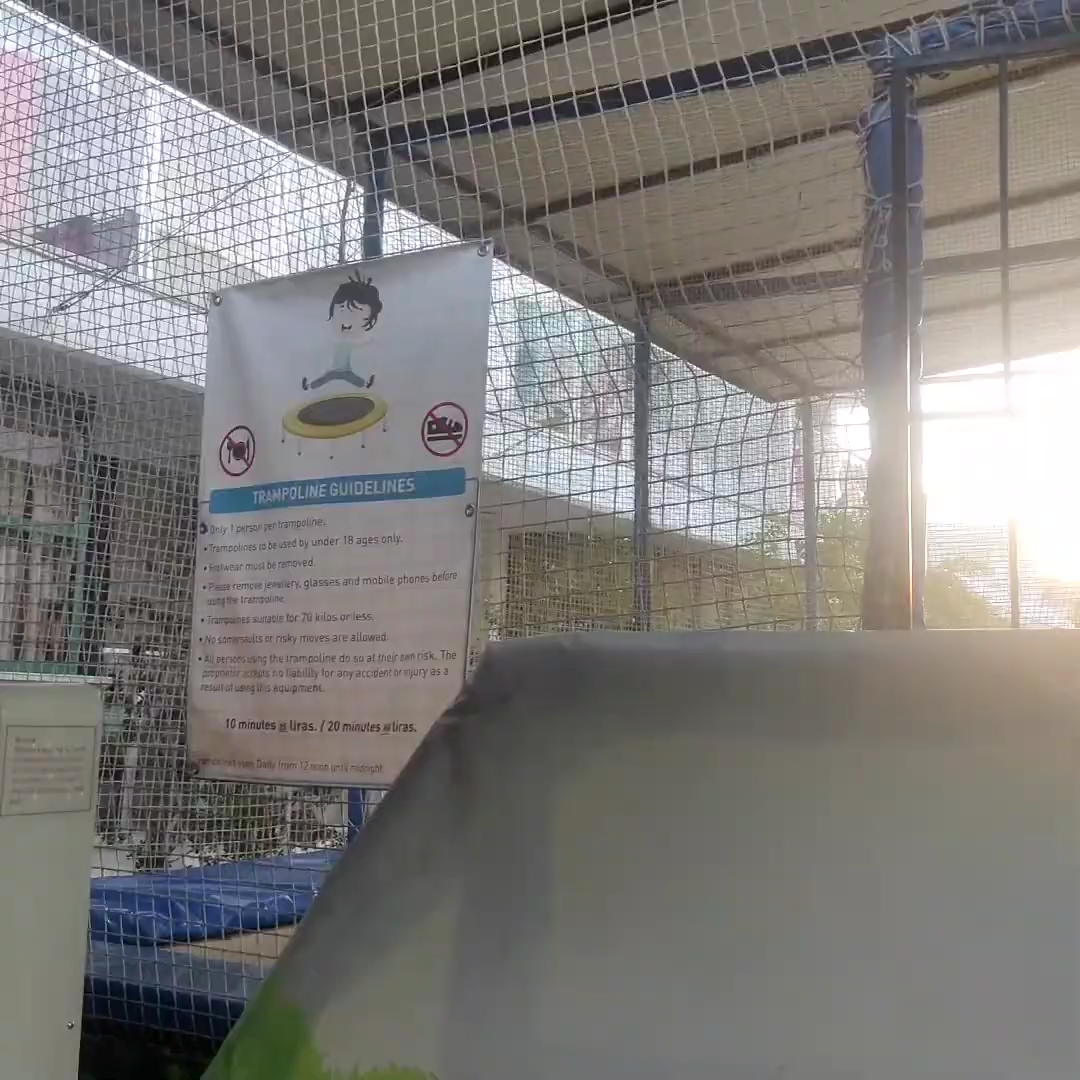 TRAMPOLINE GUIDELINES
• Only 1 person per trampolines.
• Trampolines to be used by under 18 ages only.
• Footwear must be removed.
• Please remove jewellery, glasses and mobile phones before
using the trampoline.
• Trampolines suitable for 70 kilos or less.
• No somersaults or risky moves are allowed.
• All persons using the trampoline do so at their own risk. The
proprietor accepts no liability for any accident or injury as a
result of using this equipment.
10 minutes liras. / 20 minutes liras.
open Daily from 12 noon until midnight